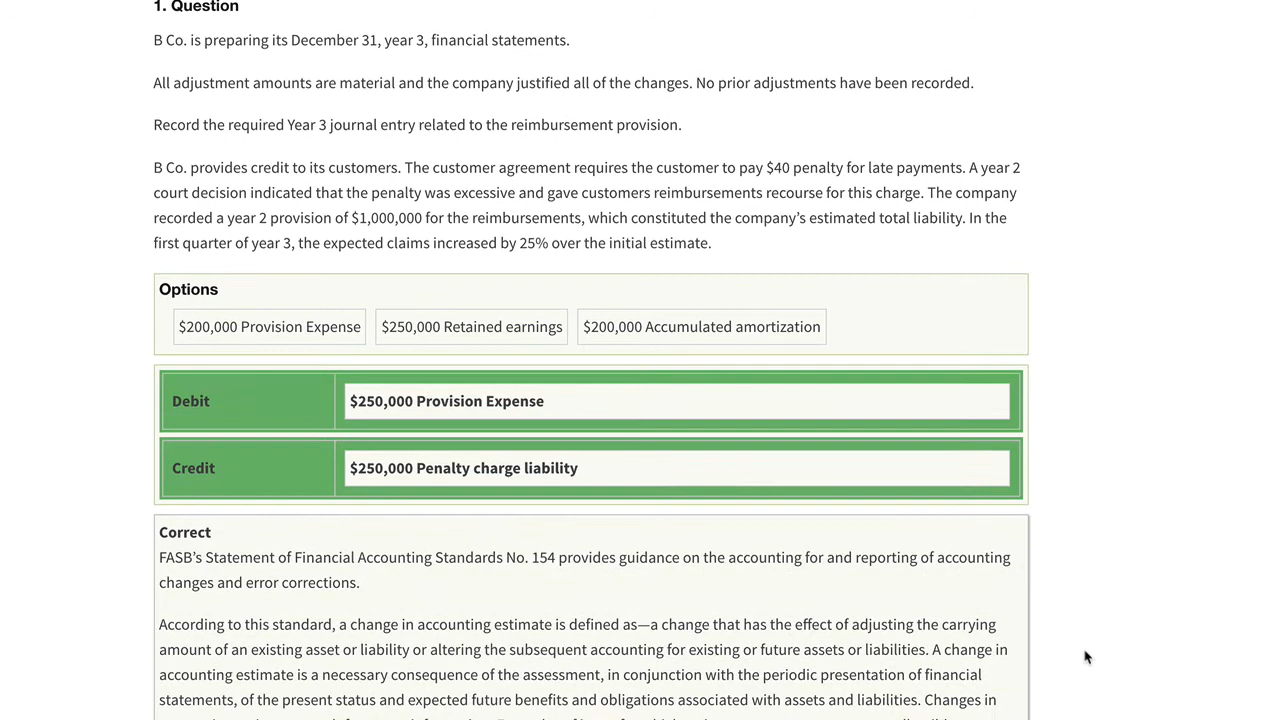 1. Question
B Co. is preparing its December 31, year 3, financial statements.
All adjustment amounts are material and the company justified all of the changes. No prior adjustments have been recorded.
Record the required Year 3 journal entry related to the reimbursement provision.
B Co. provides credit to its customers. The customer agreement requires the customer to pay $40 penalty for late payments. A year 2
court decision indicated that the penalty was excessive and gave customers reimbursements recourse for this charge. The company
recorded a year 2 provision of $1,000,000 for the reimbursements, which constituted the company’s estimated total liability. In the
first quarter of year 3, the expected claims increased by 25% over the initial estimate.
Options
$200,000 Provision Expense $250,000 Retained earnings $200,000 Accumulated amortization
Debit $250,000 Provision Expense
Credit $250,000 Penalty charge liability
Correct
FASB’s Statement of Financial Accounting Standards No. 154 provides guidance on the accounting for and reporting of accounting
changes and error corrections.
According to this standard, a change in accounting estimate is defined as—a change that has the effect of adjusting the carrying
amount of an existing asset or liability or altering the subsequent accounting for existing or future assets or liabilities. A change in
accounting estimate is a necessary consequence of the assessment, in conjunction with the periodic presentation of financial
statements, of the present status and expected future benefits and obligations associated with assets and liabilities. Changes in